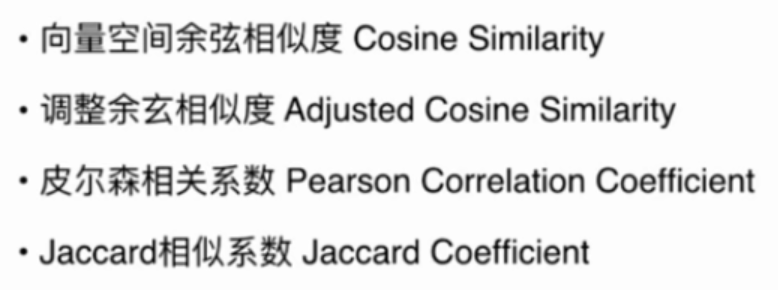 • 向量空间余弦相似度 Cosine Similarity
• 调整余玄相似度 Adjusted Cosine Similarity
• 皮尔森相关系数 Pearson Correlation Coefficient
• Jaccard相似系数 Jaccard Coefficient